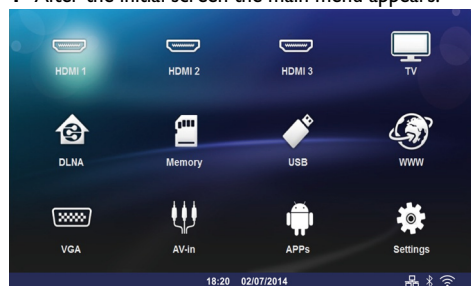 After the initial screen the main menu appears.
HDMI 1 HDMI 2 HDMI 3 TV
DLNA Memory USB WWW
VGA AV-in APPs Settings
18:20 02/07/2014